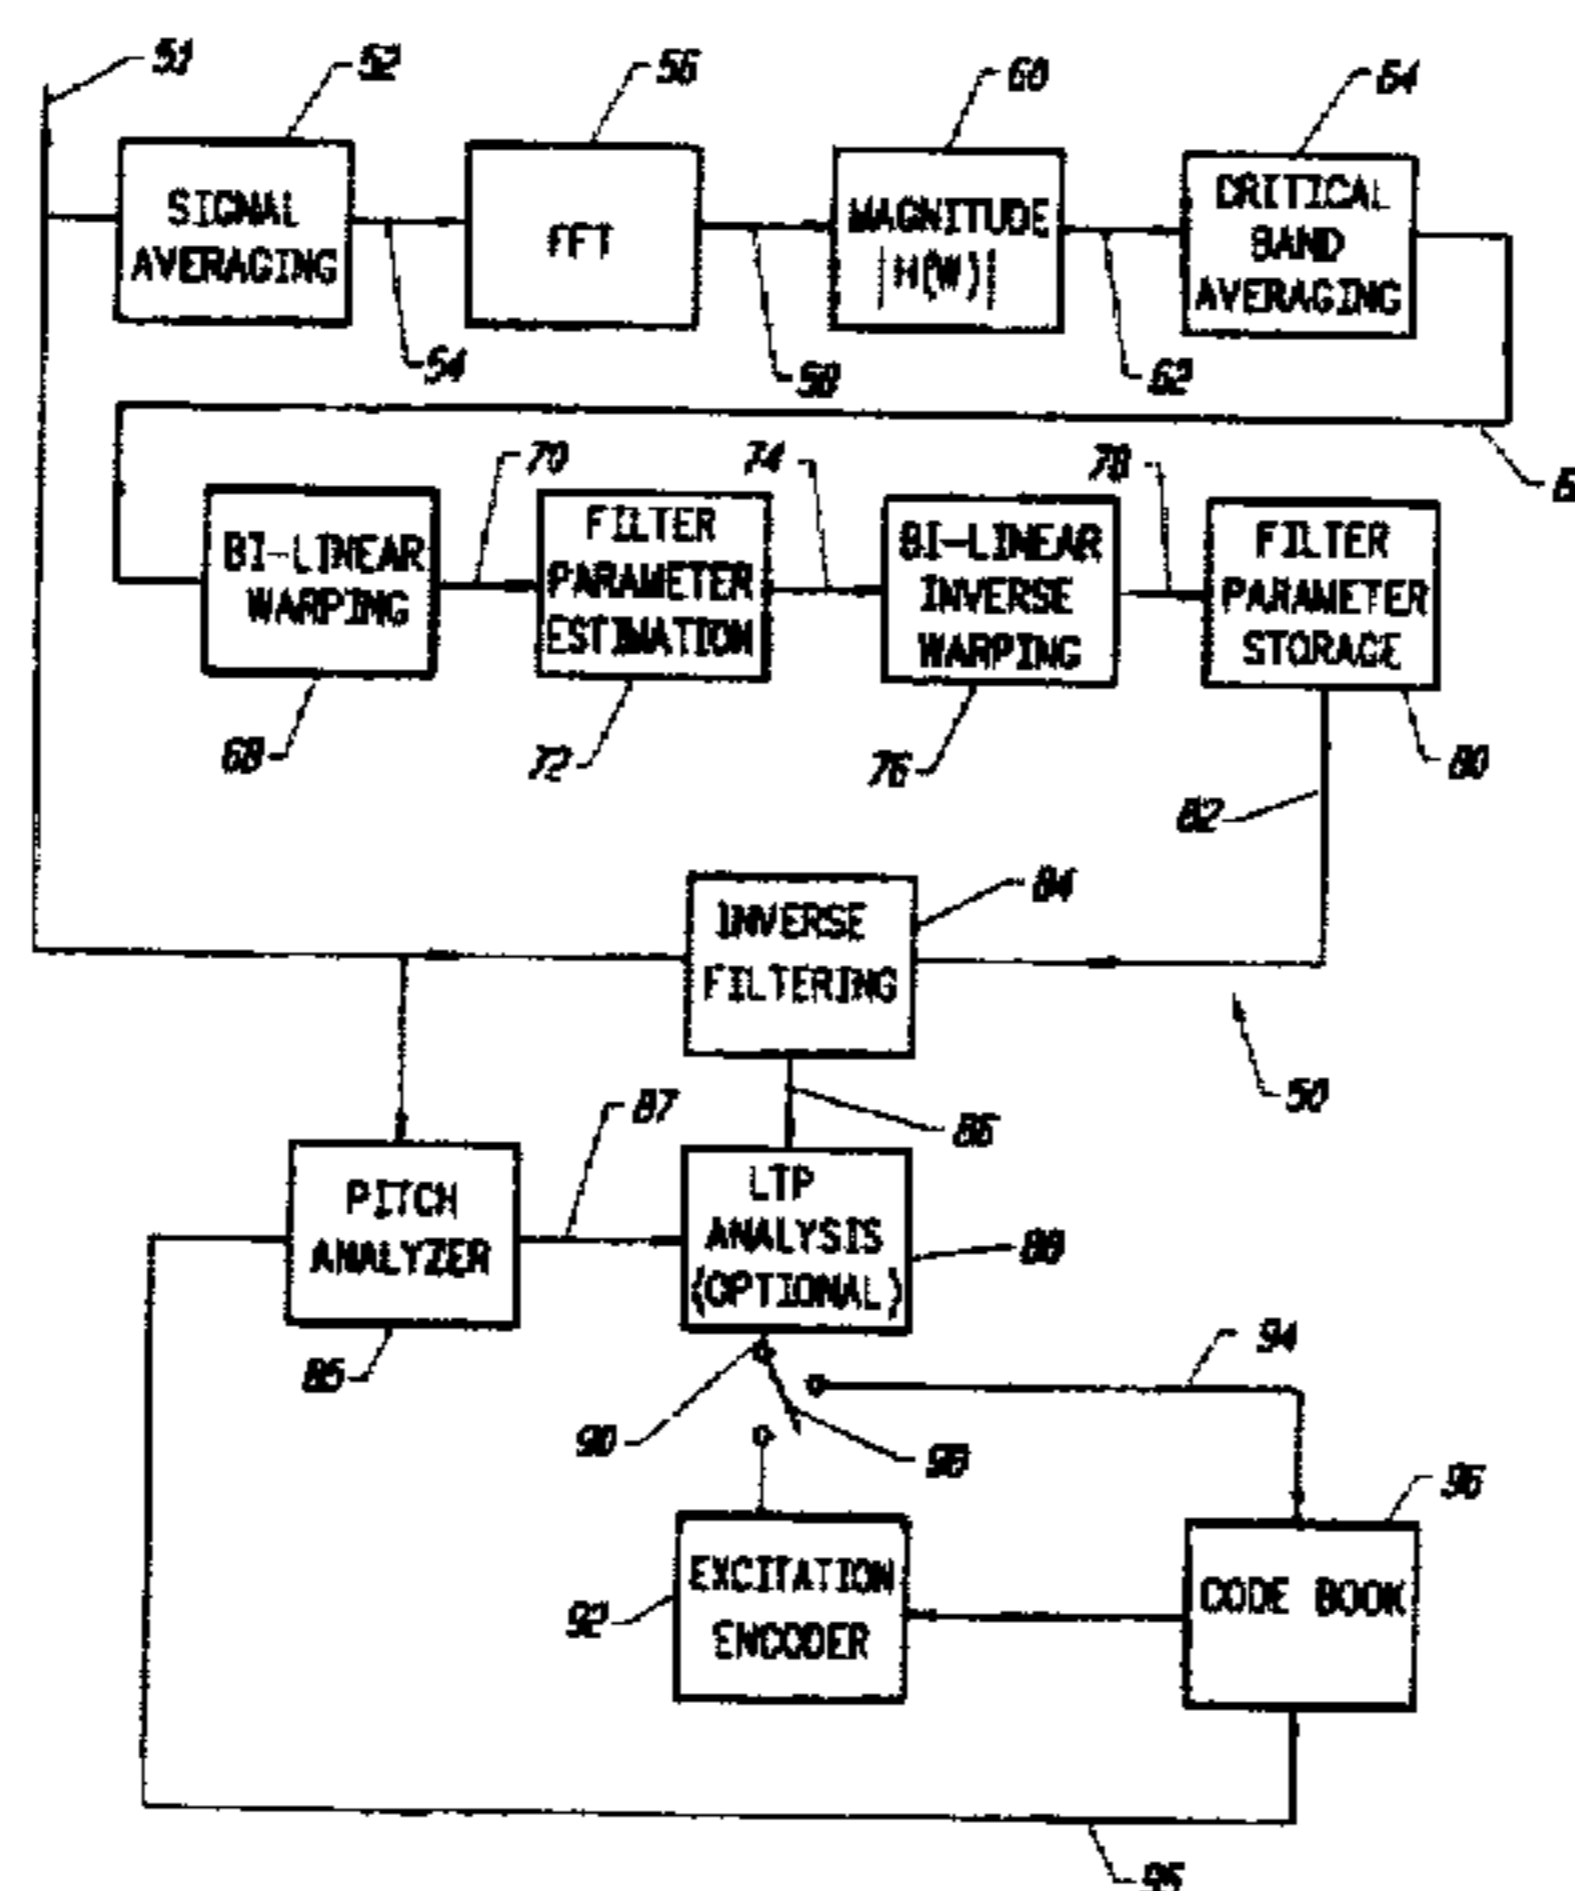 51
52
56
60
64
SIGNAL
AVERAGING
FFT
MAGNITUDE
|H(W)|
CRITICAL
BAND
AVERAGING
54
58
62
70
74
78
BI-LINEAR
WARPING
FILTER
PARAMETER
ESTIMATION
BI-LINEAR
INVERSE
WARPING
FILTER
PARAMETER
STORAGE
68
72
76
80
82
INVERSE
FILTERING
84
50
87
86
PITCH
ANALYZER
LTP
ANALYSIS
(OPTIONAL)
88
85
94
90
98
96
EXCITATION
ENCODER
CODE BOOK
92
95